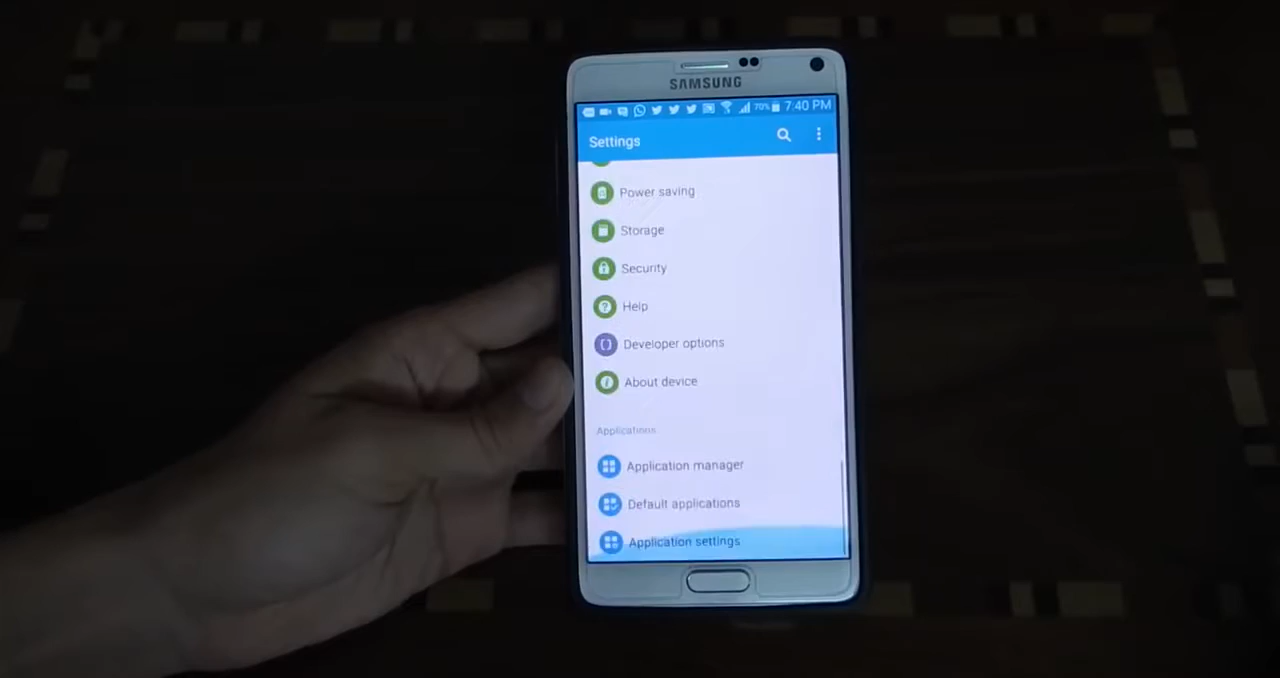 SAMSUNG
70% 7:40 PM
Settings
Power saving
Storage
Security
Help
Developer options
About device
Applications
Application manager
Default applications
Application settings